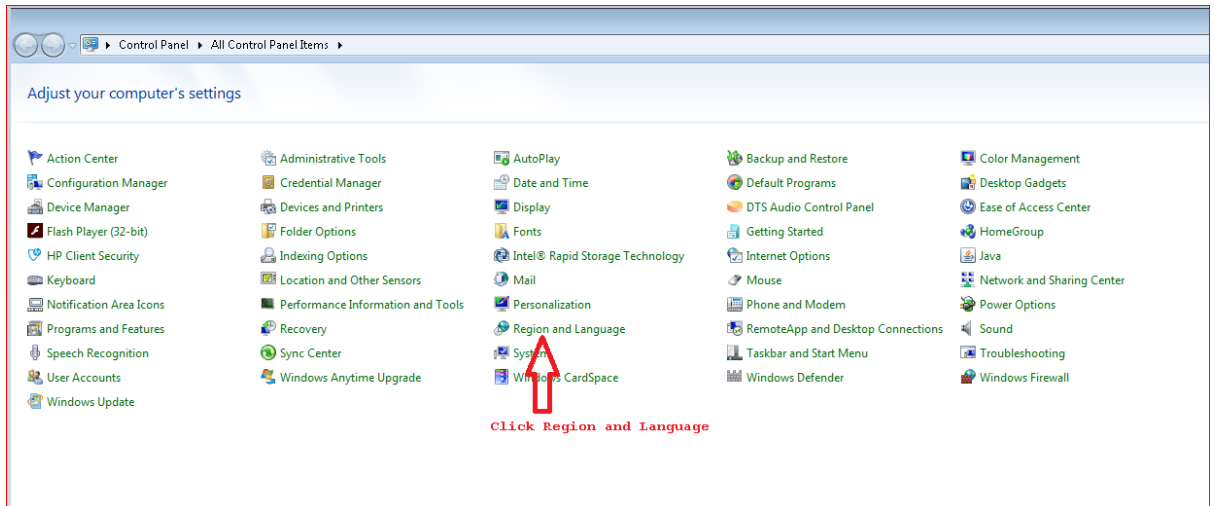 Control Panel ▸ All Control Panel Items ▸
Adjust your computer's settings
Action Center
Administrative Tools
AutoPlay
Backup and Restore
Color Management
Configuration Manager
Credential Manager
Date and Time
Default Programs
Desktop Gadgets
Device Manager
Devices and Printers
Display
DTS Audio Control Panel
Ease of Access Center
Flash Player (32-bit)
Folder Options
Fonts
Getting Started
HomeGroup
HP Client Security
Indexing Options
Intel® Rapid Storage Technology
Internet Options
Java
Keyboard
Location and Other Sensors
Mail
Mouse
Network and Sharing Center
Notification Area Icons
Performance Information and Tools
Personalization
Phone and Modem
Power Options
Programs and Features
Recovery
Region and Language
RemoteApp and Desktop Connections
Sound
Speech Recognition
Sync Center
System
Taskbar and Start Menu
Troubleshooting
User Accounts
Windows Anytime Upgrade
Windows CardSpace
Windows Defender
Windows Firewall
Windows Update
Click Region and Language